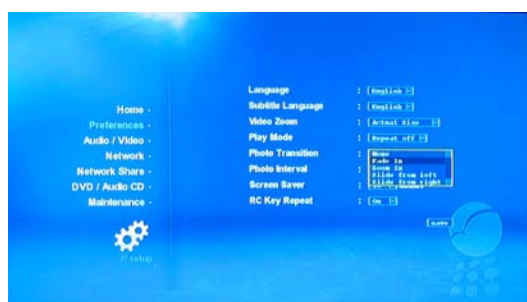 Home -
Preferences -
Audio / Video -
Network -
Network Share -
DVD / Audio CD -
Maintenance -
// setup
Language : English
Subtitle Language : English
Video Zoom : Actual Size
Play Mode : Repeat off
Photo Transition :
None
Fade In
Zoom In
Slide from left
Slide from right
Photo Interval :
Screen Saver :
RC Key Repeat : On